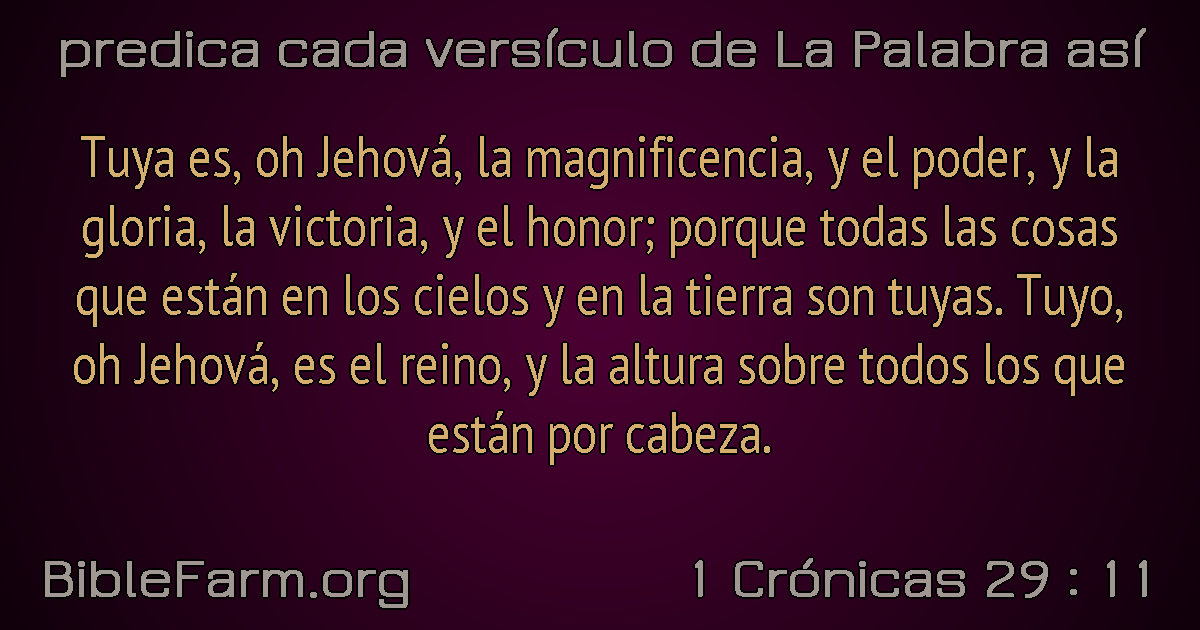 predica cada versículo de La Palabra así
Tuya es, oh Jehová, la magnificencia, y el poder, y la
gloria, la victoria, y el honor; porque todas las cosas
que están en los cielos y en la tierra son tuyas. Tuyo,
oh Jehová, es el reino, y la altura sobre todos los que
están por cabeza.
BibleFarm.org
1 Crónicas 29 : 11